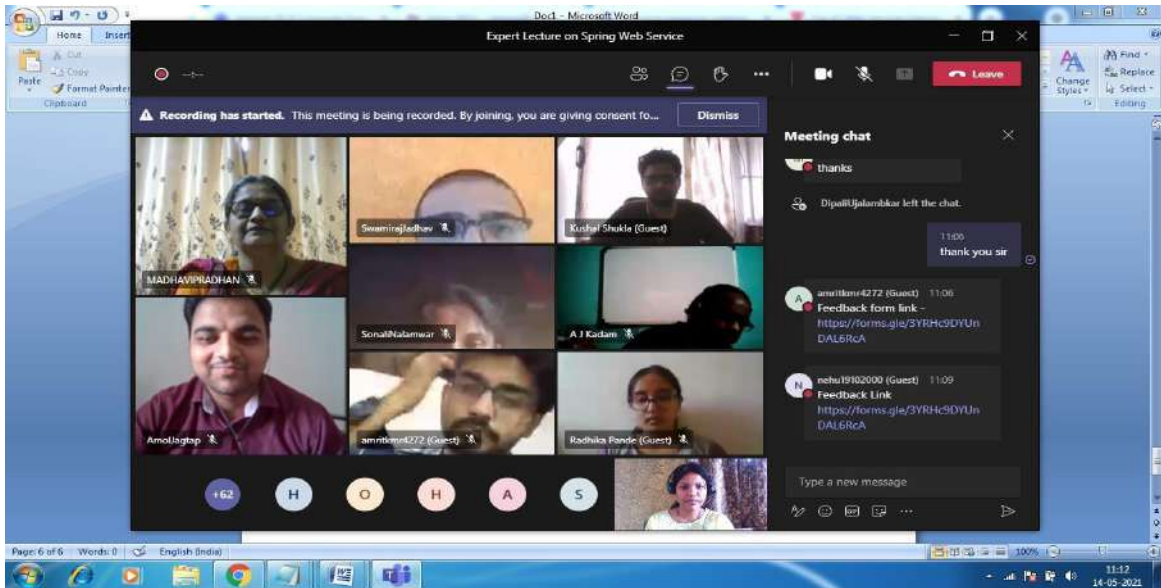 Doc1 - Microsoft Word
Home
Insert
Paste
Cut
Copy
Format Painter
Clipboard
Change
Styles
Find
Replace
Select
Editing
Expert Lecture on Spring Web Service
--:--
Leave
Recording has started. This meeting is being recorded. By joining, you are giving consent fo...
Dismiss
MADHAVIPRADHAN
SwamirajJadhav
Kushal Shukla (Guest)
SonaliNalamwar
A J Kadam
AmolJagtap
amritkmr4272 (Guest)
Radhika Pande (Guest)
+62
H
O
H
A
S
Meeting chat
thanks
DipaliUjalambkar left the chat.
11:06
thank you sir
A
amritkmr4272 (Guest) 11:06
Feedback form link -
https://forms.gle/3YRHc9DYUn
DAL6RcA
N
nehu19102000 (Guest) 11:09
Feedback Link
https://forms.gle/3YRHc9DYUn
DAL6RcA
Type a new message
GIF
Page: 6 of 6 Words: 0 English (India)
100%
11:12
14-05-2021